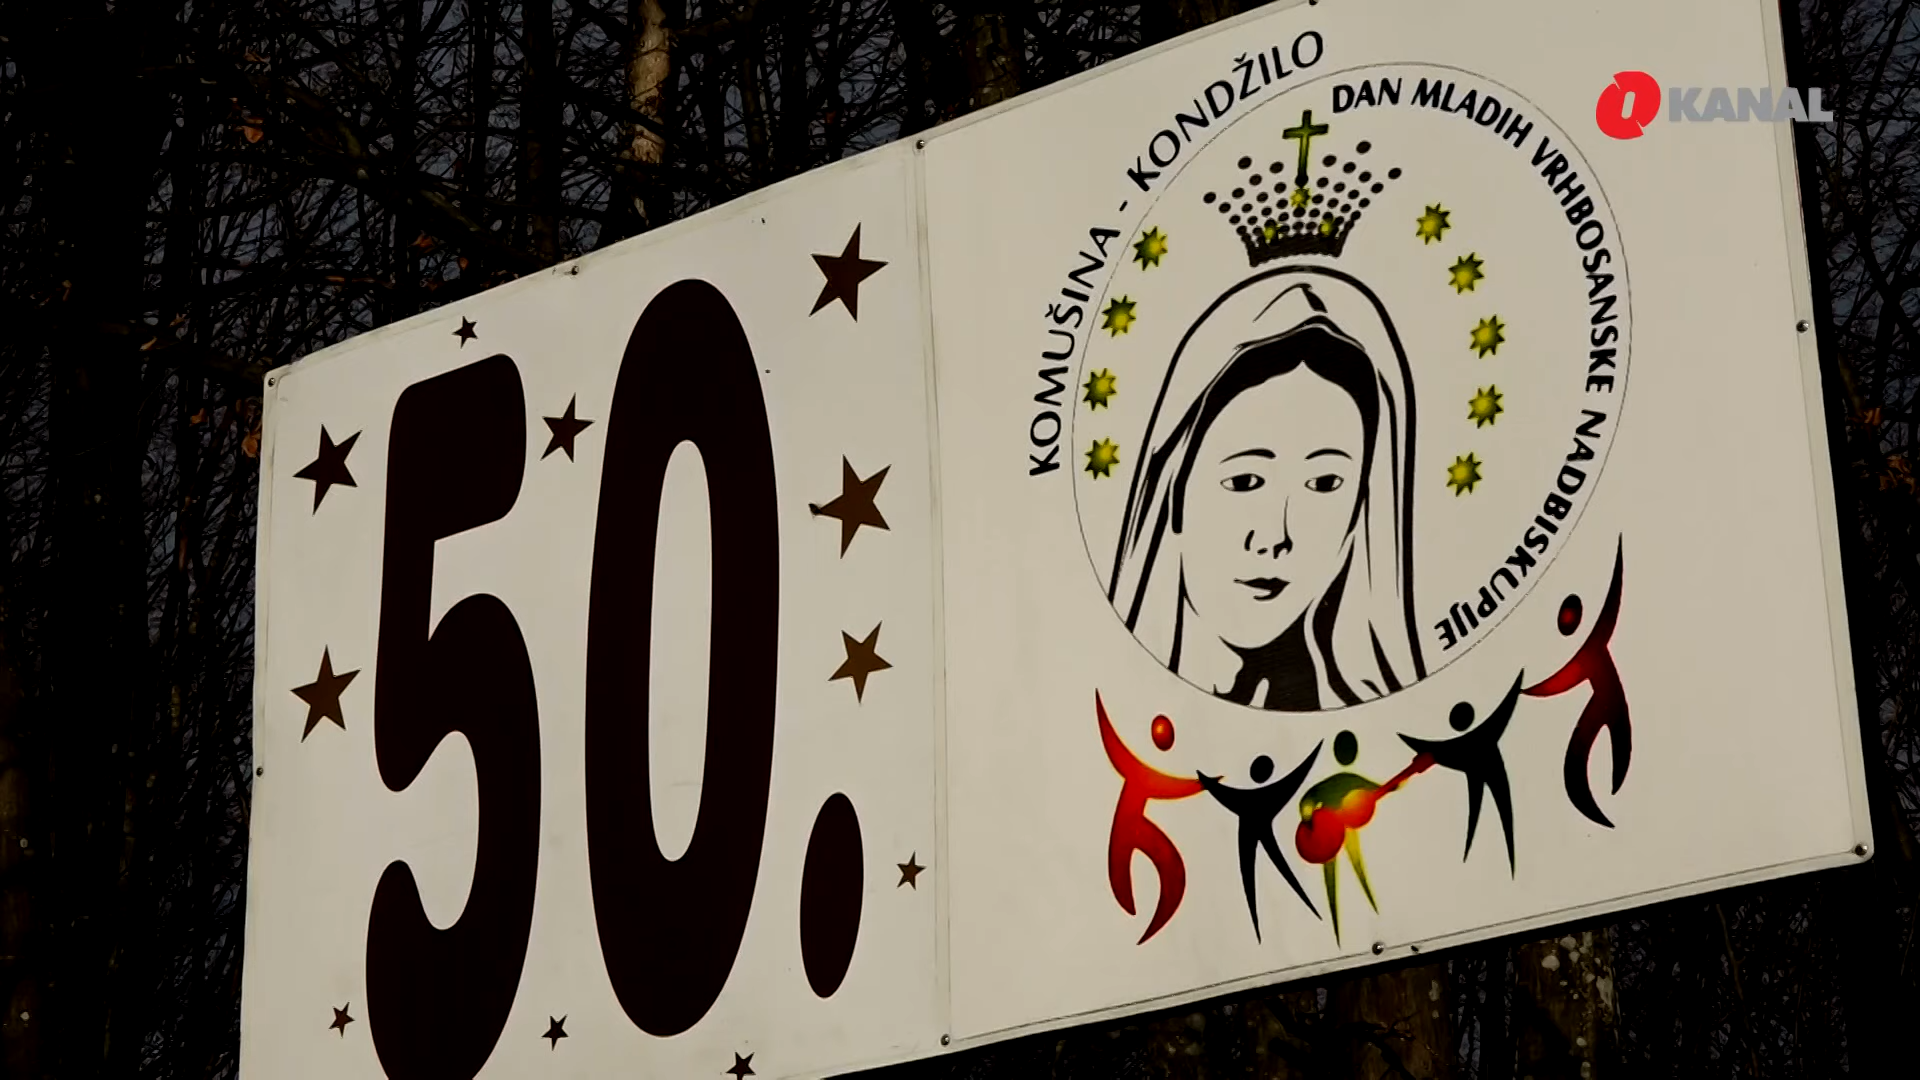 50.
KOMUŠINA - KONDŽILO
DAN MLADIH VRHBOSANSKE NADBISKUPIJE
O KANAL